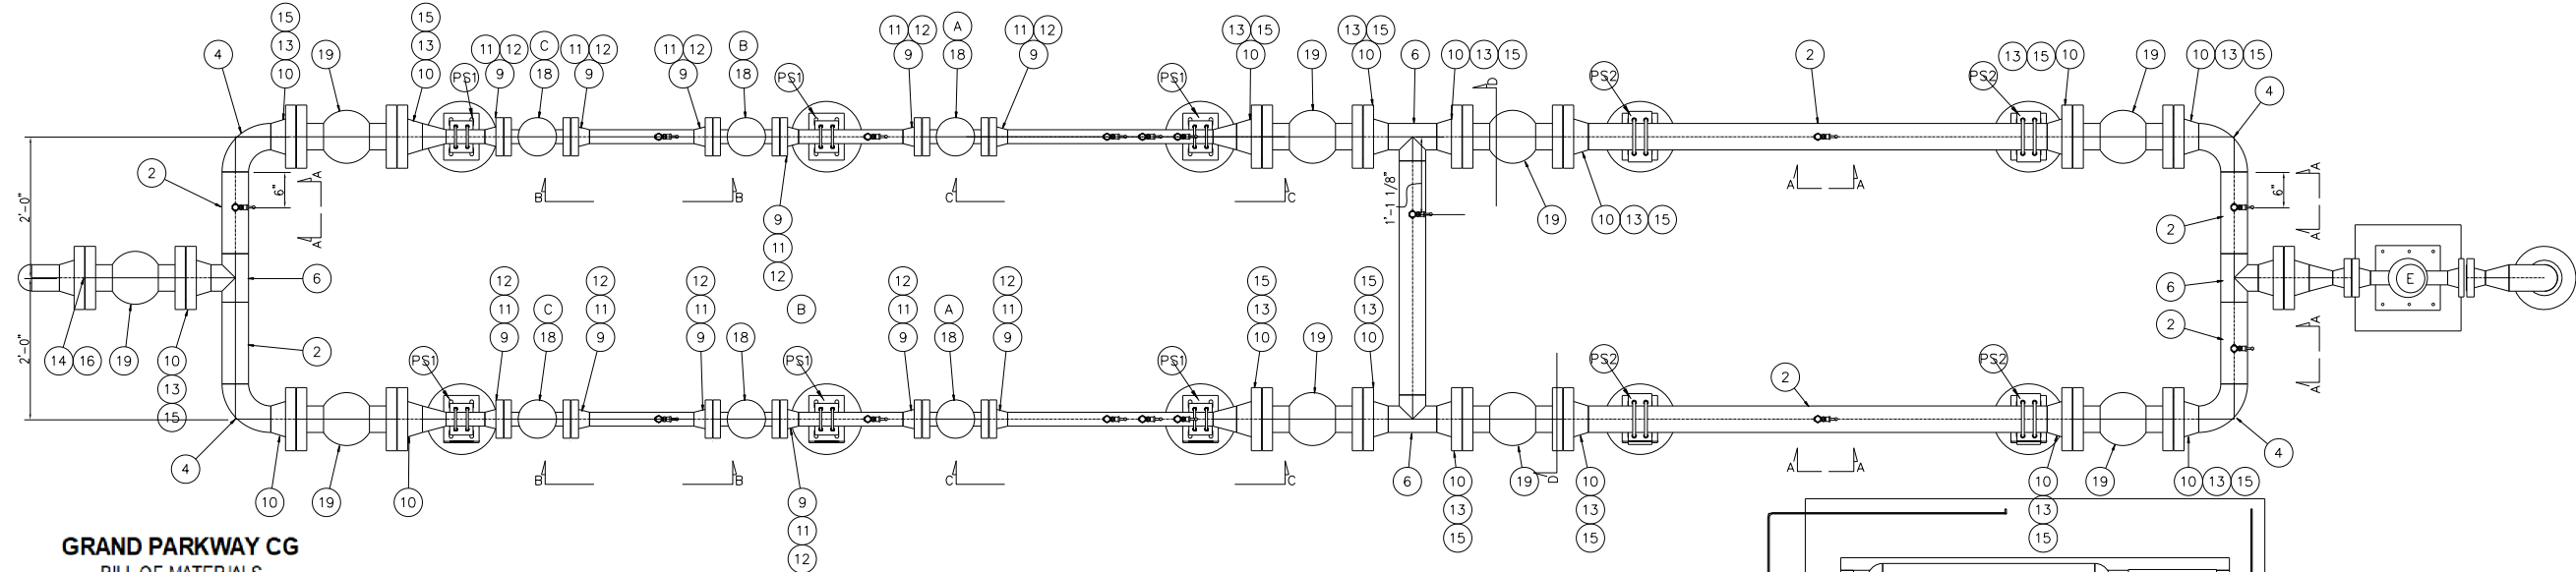 15 15
13 13
10 10
4 19
PS1
11 12
9
C
18
11 12
9
11 12
9
B
18
PS1
11 12
9
A
18
11 12
9
PS1
13 15
10
19
13 15
10
6
10 13 15
D
PS2
2
PS2
13 15 10
19
10 13 15
4
2
6"
A
A
2'-0"
B B
C C
9
11
12
1'-1 1/8"
19
10 13 15
A A
2
6"
A
A
14 16
19
10
13
15
6
2
2'-0"
12
11
9
C
18
12
11
9
12
11
9
18
B
12
11
9
A
18
12
11
9
15
13
10
19
15
13
10
6
2
E
A
A
PS1
PS1
PS1
PS2
2
PS2
4
10
19
10
B B
9
11
12
C C
6
10
13
15
19
D
10
13
15
A A
10
13
15
19
10 13 15
4
GRAND PARKWAY CG
BILL OF MATERIALS